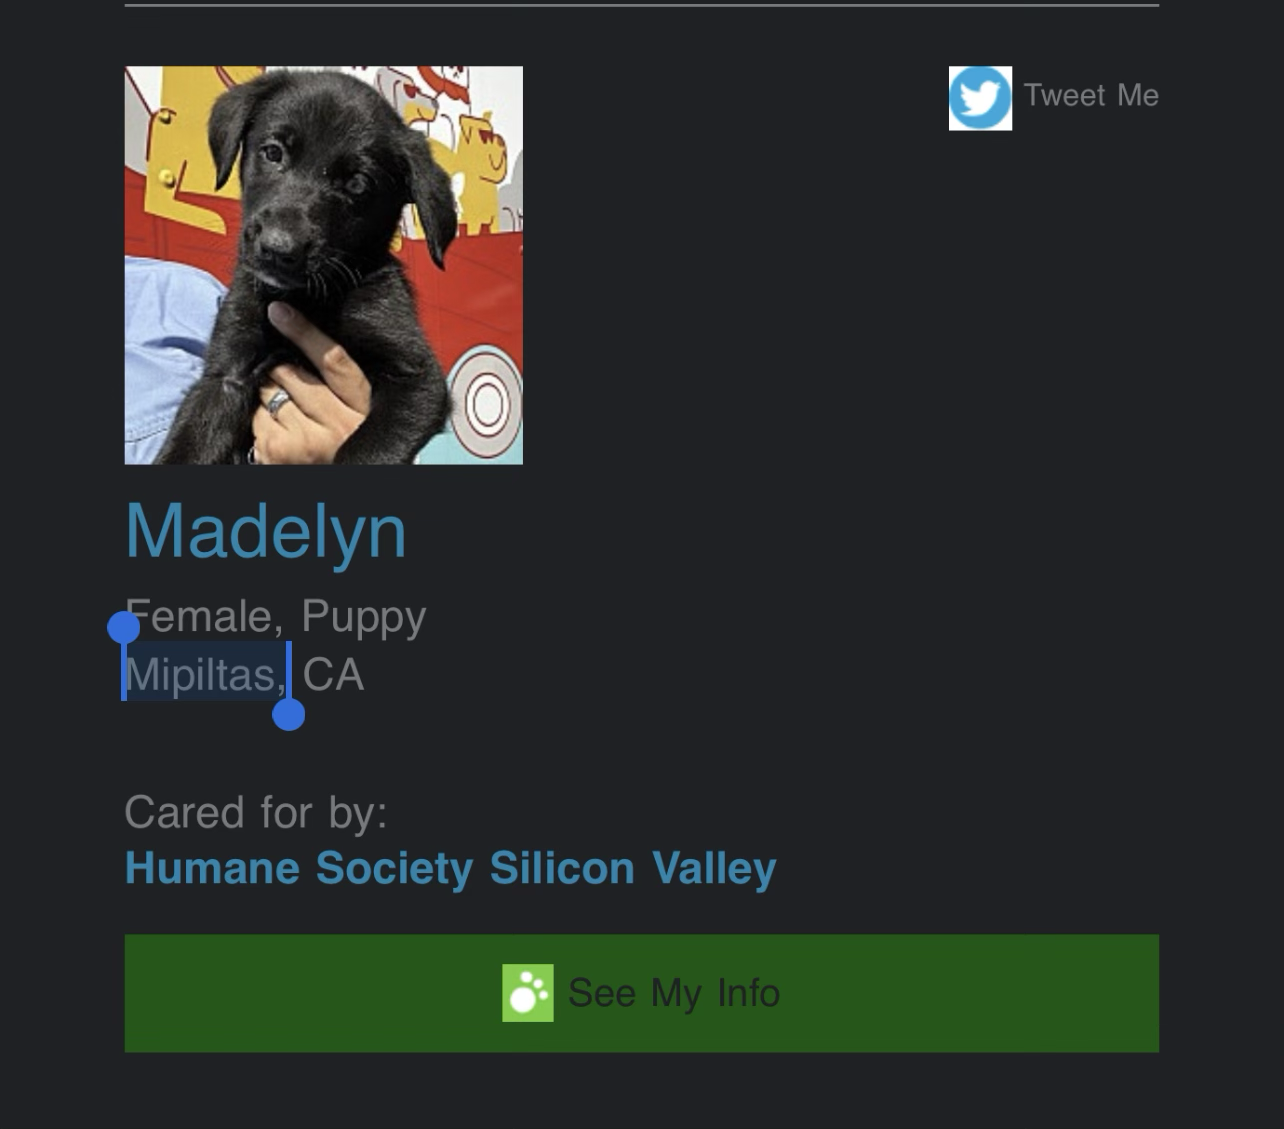 Tweet Me
Madelyn
Female, Puppy
Mipiltas, CA
Cared for by:
Humane Society Silicon Valley
See My Info